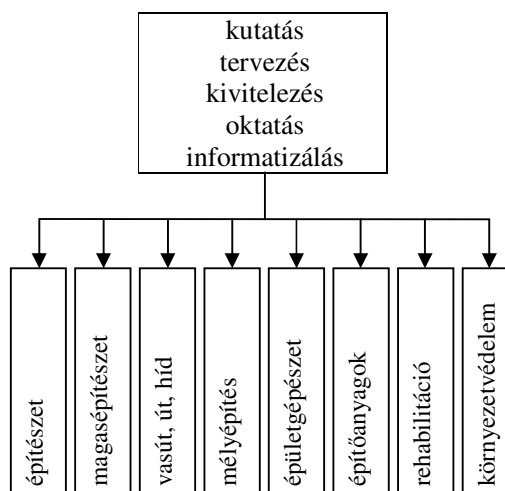 kutatás
tervezés
kivitelezés
oktatás
informatizálás
építészet
magasépítészet
vasút, út, híd
mélyépítés
épületgépészet
építőanyagok
rehabilitáció
környezetvédelem